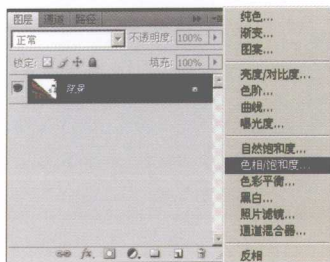 图层 通道 路径
正常 不透明度: 100%
锁定: 填充: 100%
背景
fx.
纯色...
渐变...
图案...
亮度/对比度...
色阶...
曲线...
曝光度...
自然饱和度...
色相/饱和度...
色彩平衡...
黑白...
照片滤镜...
通道混合器...
反相